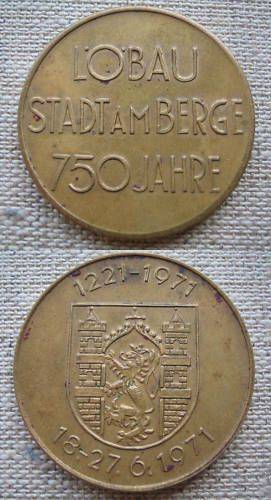 LÖBAU
STADT AM BERGE
750 JAHRE
1221-1971
18-27.6.1971